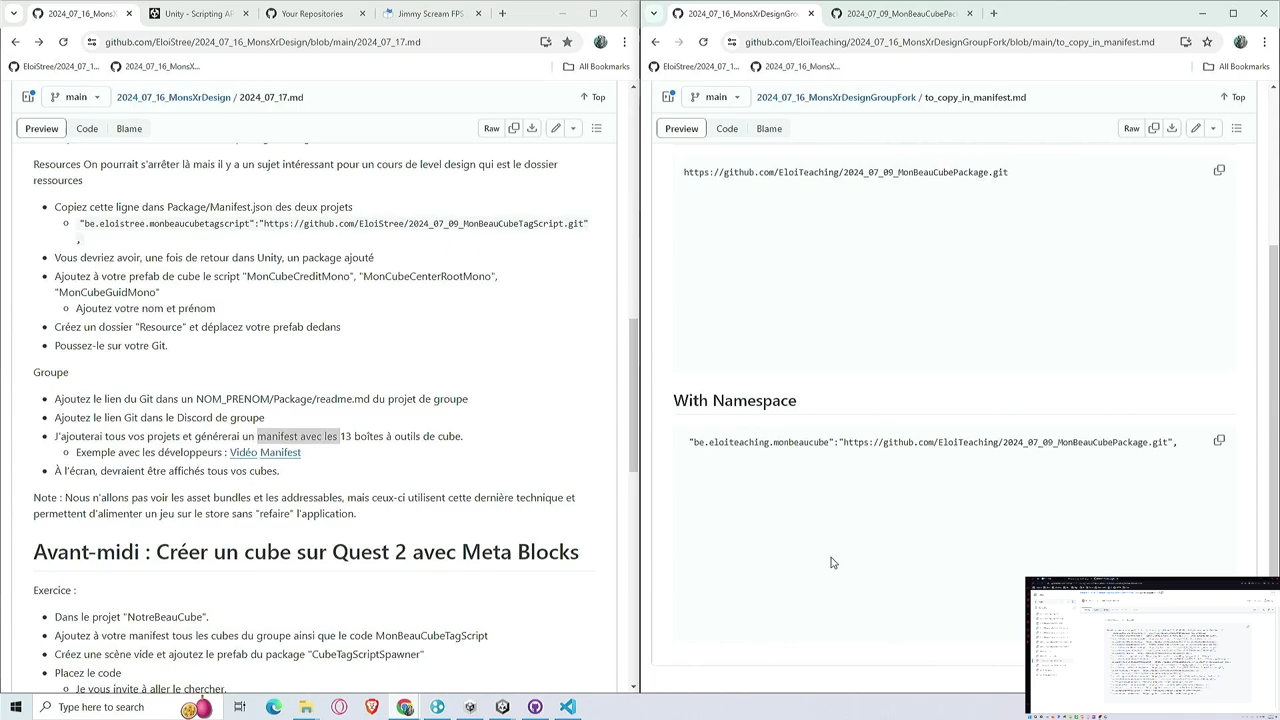 2024_07_16_MonsX
Unity - Scripting AP
Your Repositories
Jimmy Scream FPS
github.com/EloiStree/2024_07_16_MonsXrDesign/blob/main/2024_07_17.md
EloiStree/2024_07_1...
2024_07_16_MonsX...
All Bookmarks
main
2024_07_16_MonsXrDesign / 2024_07_17.md
Top
Preview
Code
Blame
Raw
Resources On pourrait s'arrêter là mais il y a un sujet intéressant pour un cours de level design qui est le dossier
ressources
Copiez cette ligne dans Package/Manifest.json des deux projets
"be.eloistree.monbeaucubetagscript":"https://github.com/EloiStree/2024_07_09_MonBeauCubeTagScript.git"
,
Vous devriez avoir, une fois de retour dans Unity, un package ajouté
Ajoutez à votre prefab de cube le script "MonCubeCreditMono", "MonCubeCenterRootMono",
"MonCubeGuidMono"
Ajoutez votre nom et prénom
Créez un dossier "Resource" et déplacez votre prefab dedans
Poussez-le sur votre Git.
Groupe
Ajoutez le lien du Git dans un NOM_PRENOM/Package/readme.md du projet de groupe
Ajoutez le lien Git dans le Discord de groupe
J'ajouterai tous vos projets et générerai un manifest avec les 13 boîtes à outils de cube.
Exemple avec les développeurs : Vidéo Manifest
À l'écran, devraient être affichés tous vos cubes.
Note : Nous n'allons pas voir les asset bundles et les addressables, mais ceux-ci utilisent cette dernière technique et
permettent d'alimenter un jeu sur le store sans "refaire" l'application.
Avant-midi : Créer un cube sur Quest 2 avec Meta Blocks
Exercice :
Dans le projet "MonBeauCube".
Ajoutez à votre manifest les cubes du groupe ainsi que l'outil MonBeau
Créez une scène vide et ajoutez le script "CubeRandomSpawn
Placez le code
Je vous invite à aller le chercher
Type here to search
2024_07_16_MonsXrDesignGro
2024_07_09_MonBeauCubePac
github.com/EloiTeaching/2024_07_16_MonsXrDesignGroupFork/blob/main/to_copy_in_manifest.md
EloiStree/2024_07_1...
2024_07_16_MonsX...
All Bookmarks
main
2024_07_16_MonsXrDesignGroupFork / to_copy_in_manifest.md
Top
Preview
Code
Blame
Raw
https://github.com/EloiTeaching/2024_07_09_MonBeauCubePackage.git
With Namespace
"be.eloiteaching.monbeaucube":"https://github.com/EloiTeaching/2024_07_09_MonBeauCubePackage.git",